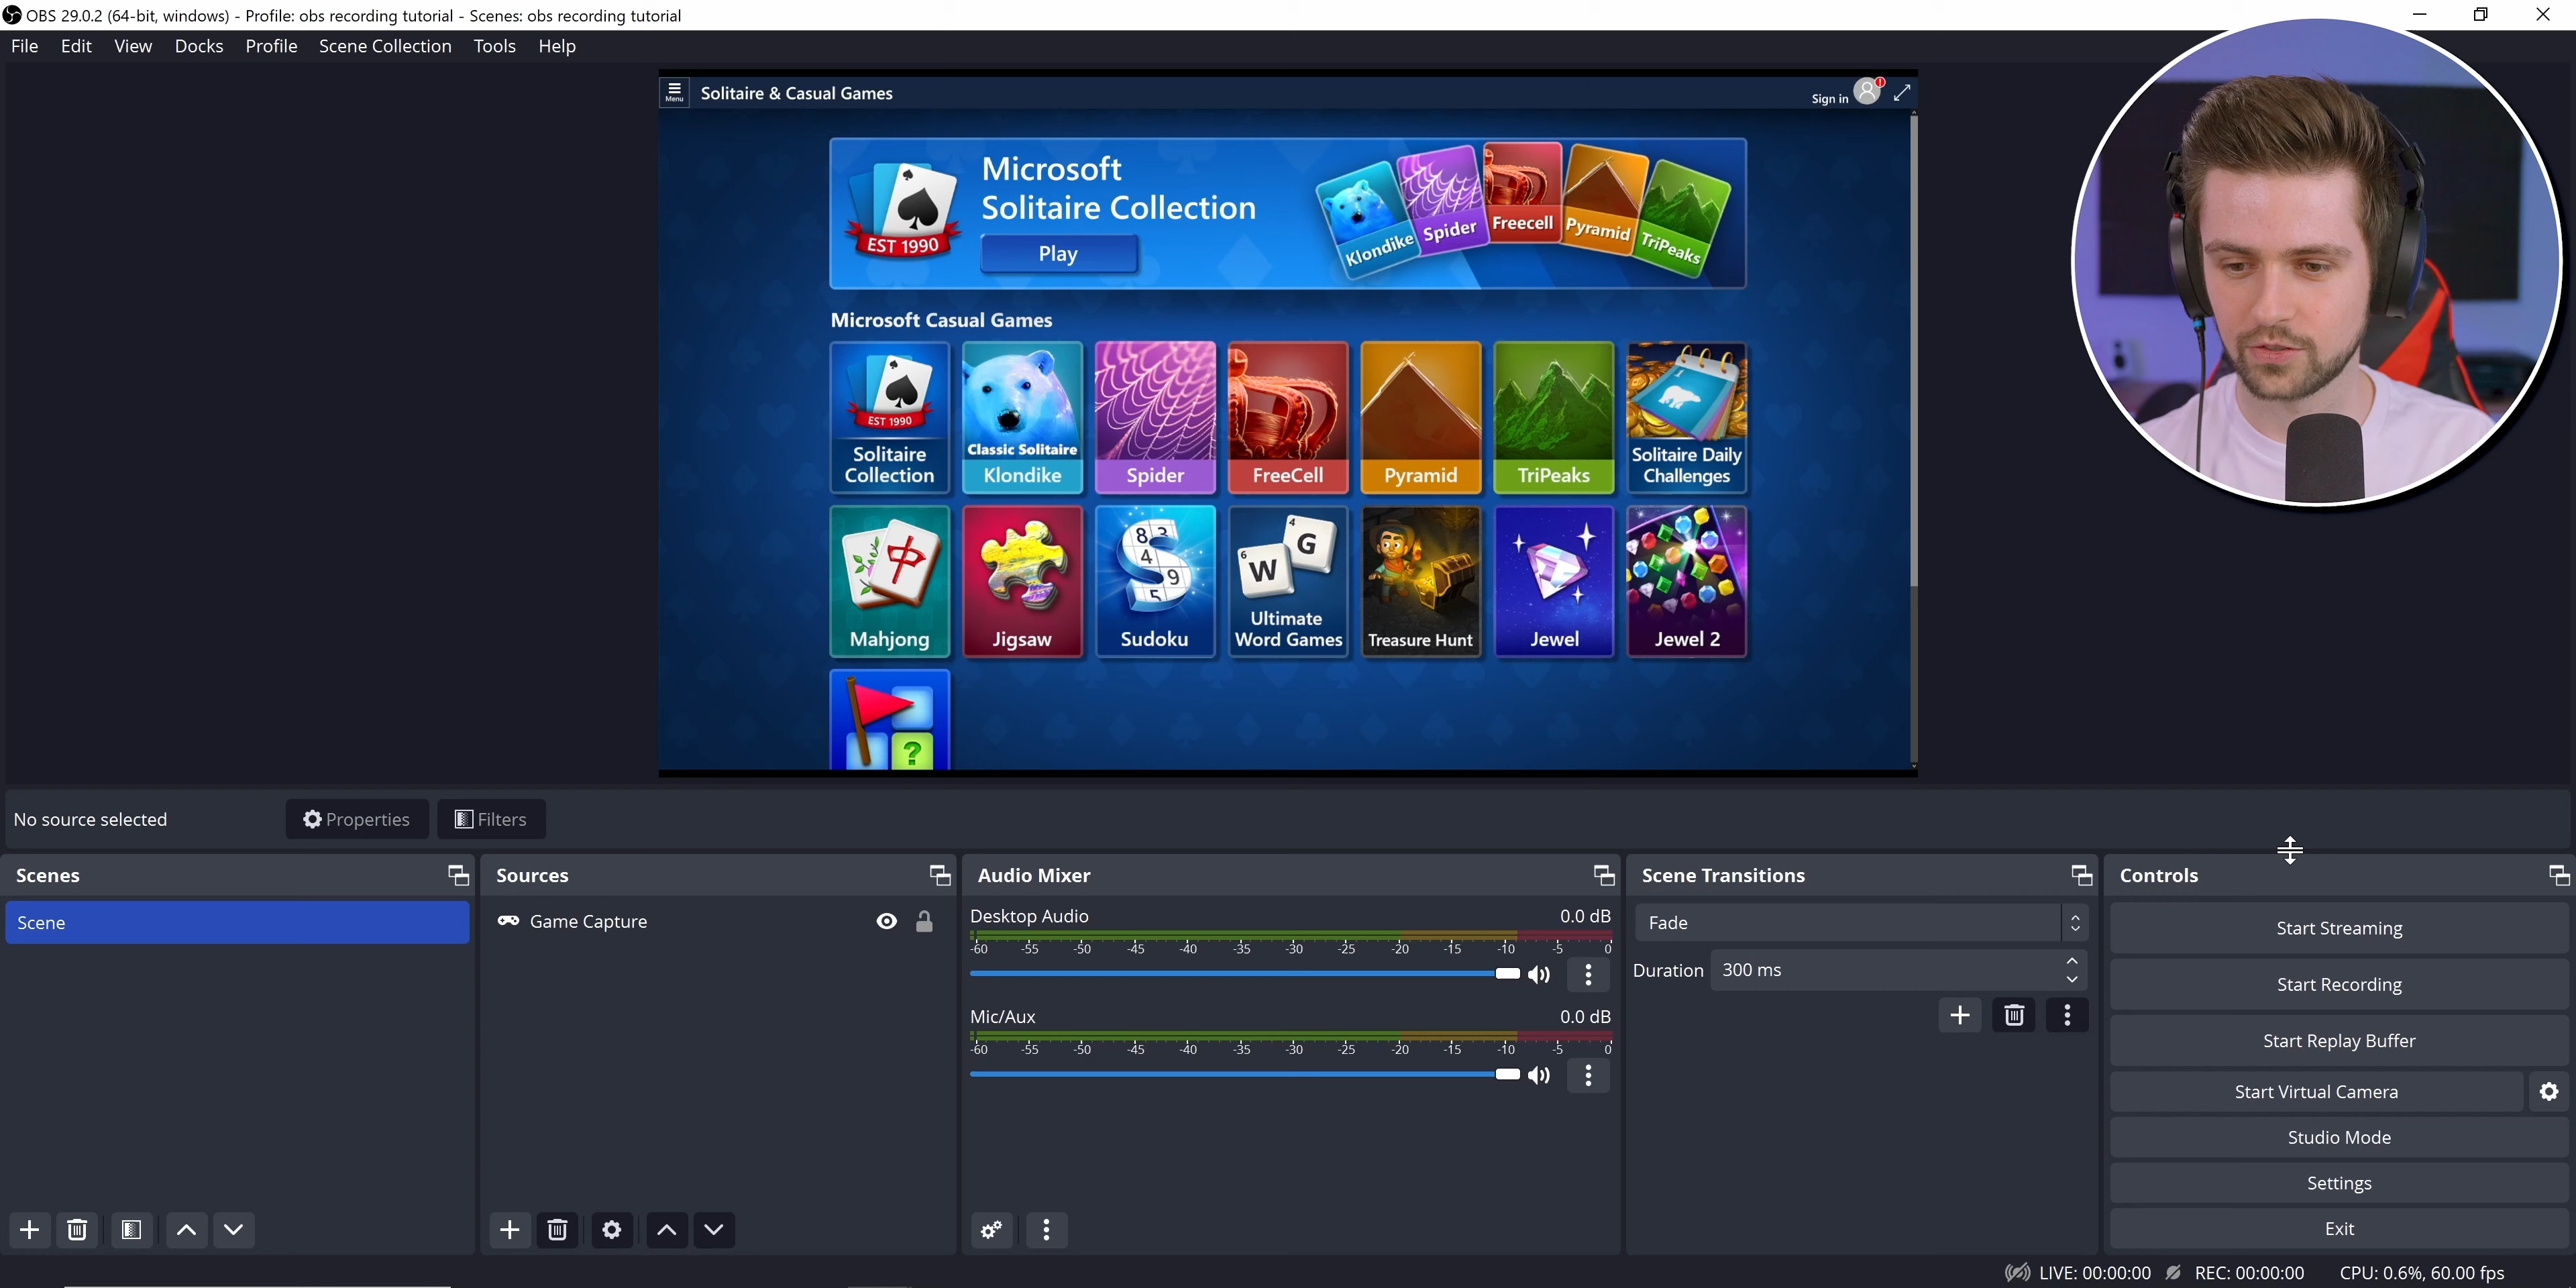 OBS 29.0.2 (64-bit, windows) - Profile: obs recording tutorial - Scenes: obs recording tutorial
File Edit View Docks Profile Scene Collection Tools Help
Menu Solitaire & Casual Games Sign in !
Microsoft
Solitaire Collection
Play
EST 1990
Klondike Spider Freecell Pyramid TriPeaks
Microsoft Casual Games
EST 1990
Solitaire
Collection
Classic Solitaire
Klondike
Spider
FreeCell
Pyramid
TriPeaks
Solitaire Daily
Challenges
中
Mahjong
Jigsaw
8 3
4
9
5
S
Sudoku
4
G
6
W
Ultimate
Word Games
Treasure Hunt
Jewel
Jewel 2
?
No source selected Properties Filters
Scenes
Scene
Sources
Game Capture
Audio Mixer
Desktop Audio 0.0 dB
-60 -55 -50 -45 -40 -35 -30 -25 -20 -15 -10 -5 0
Mic/Aux 0.0 dB
-60 -55 -50 -45 -40 -35 -30 -25 -20 -15 -10 -5 0
Scene Transitions
Fade
Duration 300 ms
Controls
Start Streaming
Start Recording
Start Replay Buffer
Start Virtual Camera
Studio Mode
Settings
Exit
LIVE: 00:00:00 REC: 00:00:00 CPU: 0.6%, 60.00 fps